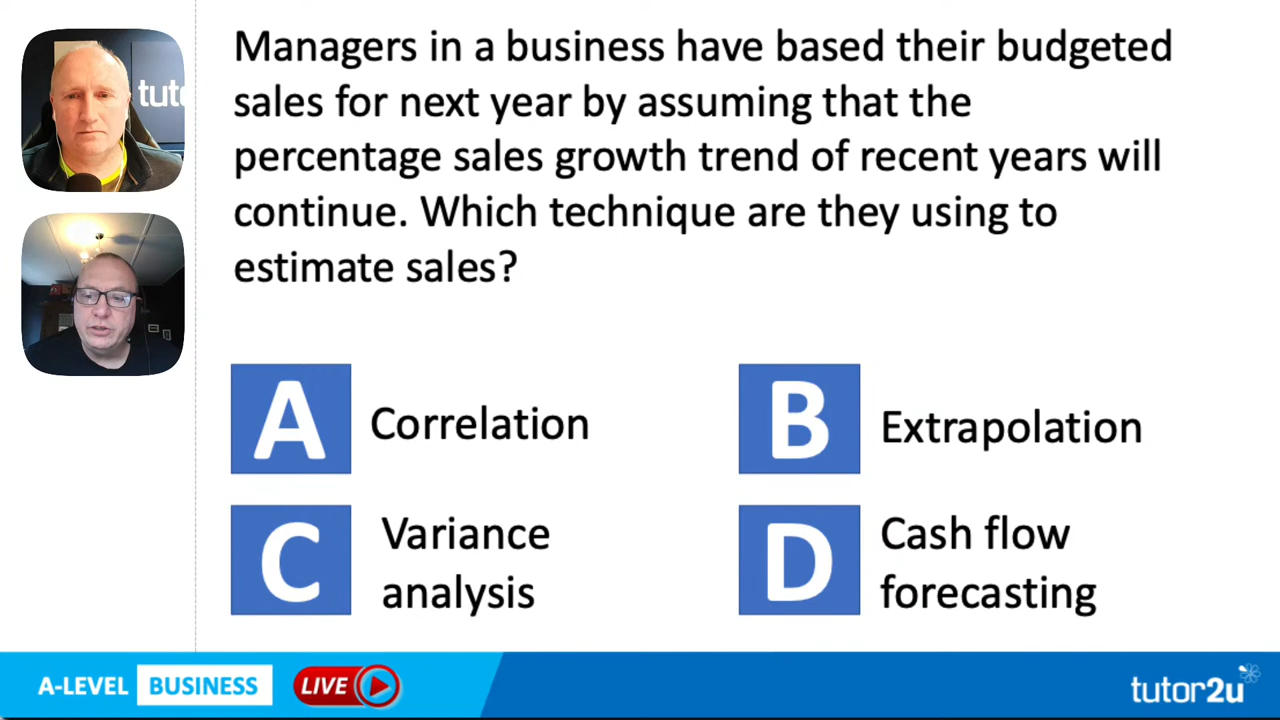 tutc
Managers in a business have based their budgeted
sales for next year by assuming that the
percentage sales growth trend of recent years will
continue. Which technique are they using to
estimate sales?
A Correlation
B Extrapolation
C Variance
analysis
D Cash flow
forecasting
A-LEVEL BUSINESS LIVE
tutor2u